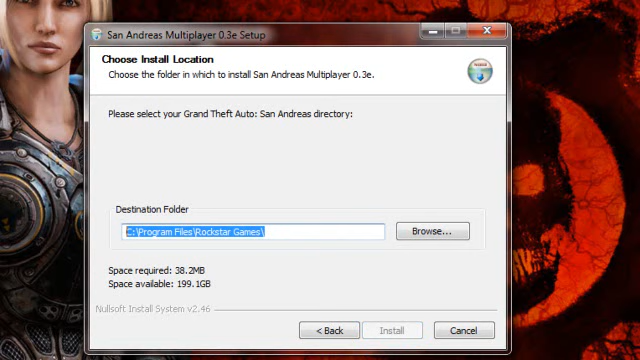 San Andreas Multiplayer 0.3e Setup
Choose Install Location
Choose the folder in which to install San Andreas Multiplayer 0.3e.
Please select your Grand Theft Auto: San Andreas directory:
Destination Folder
C:\Program Files\Rockstar Games\
Browse...
Space required: 38.2MB
Space available: 199.1GB
Nullsoft Install System v2.46
< Back
Install
Cancel